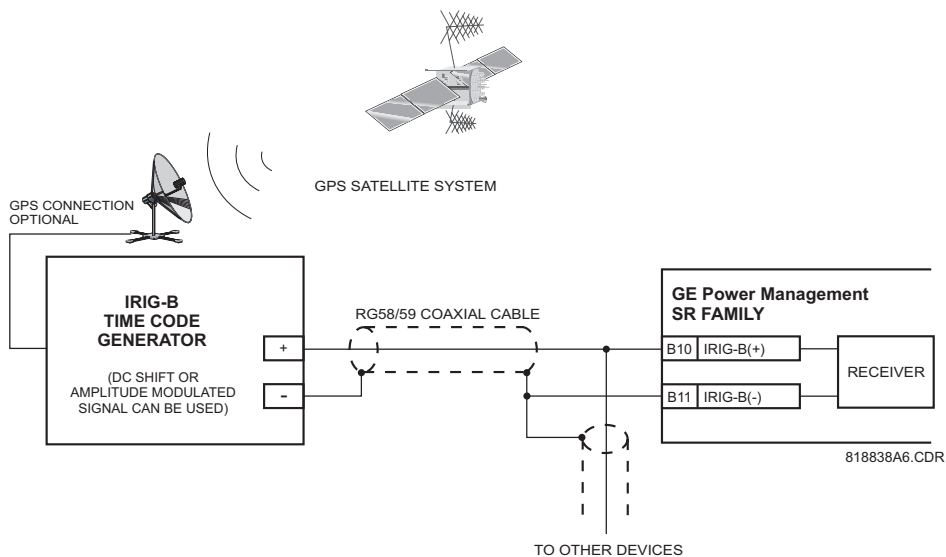 GPS SATELLITE SYSTEM
GPS CONNECTION
OPTIONAL
IRIG-B
TIME CODE
GENERATOR
(DC SHIFT OR
AMPLITUDE MODULATED
SIGNAL CAN BE USED)
+
-
RG58/59 COAXIAL CABLE
GE Power Management
SR FAMILY
B10 IRIG-B(+)
B11 IRIG-B(-)
RECEIVER
818838A6.CDR
TO OTHER DEVICES